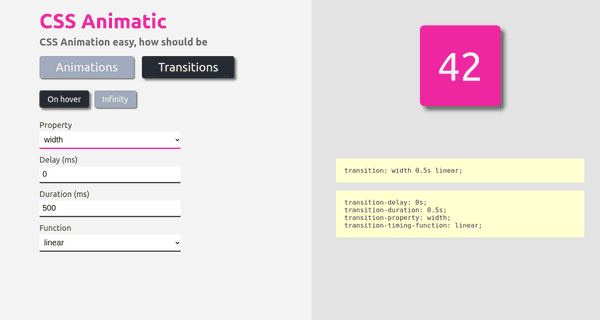 CSS Animatic
CSS Animation easy, how should be
Animations Transitions
On hover Infinity
Property
width
Delay (ms)
0
Duration (ms)
500
Function
linear
42
transition: width 0.5s linear;
transition-delay: 0s;
transition-duration: 0.5s;
transition-property: width;
transition-timing-function: linear;